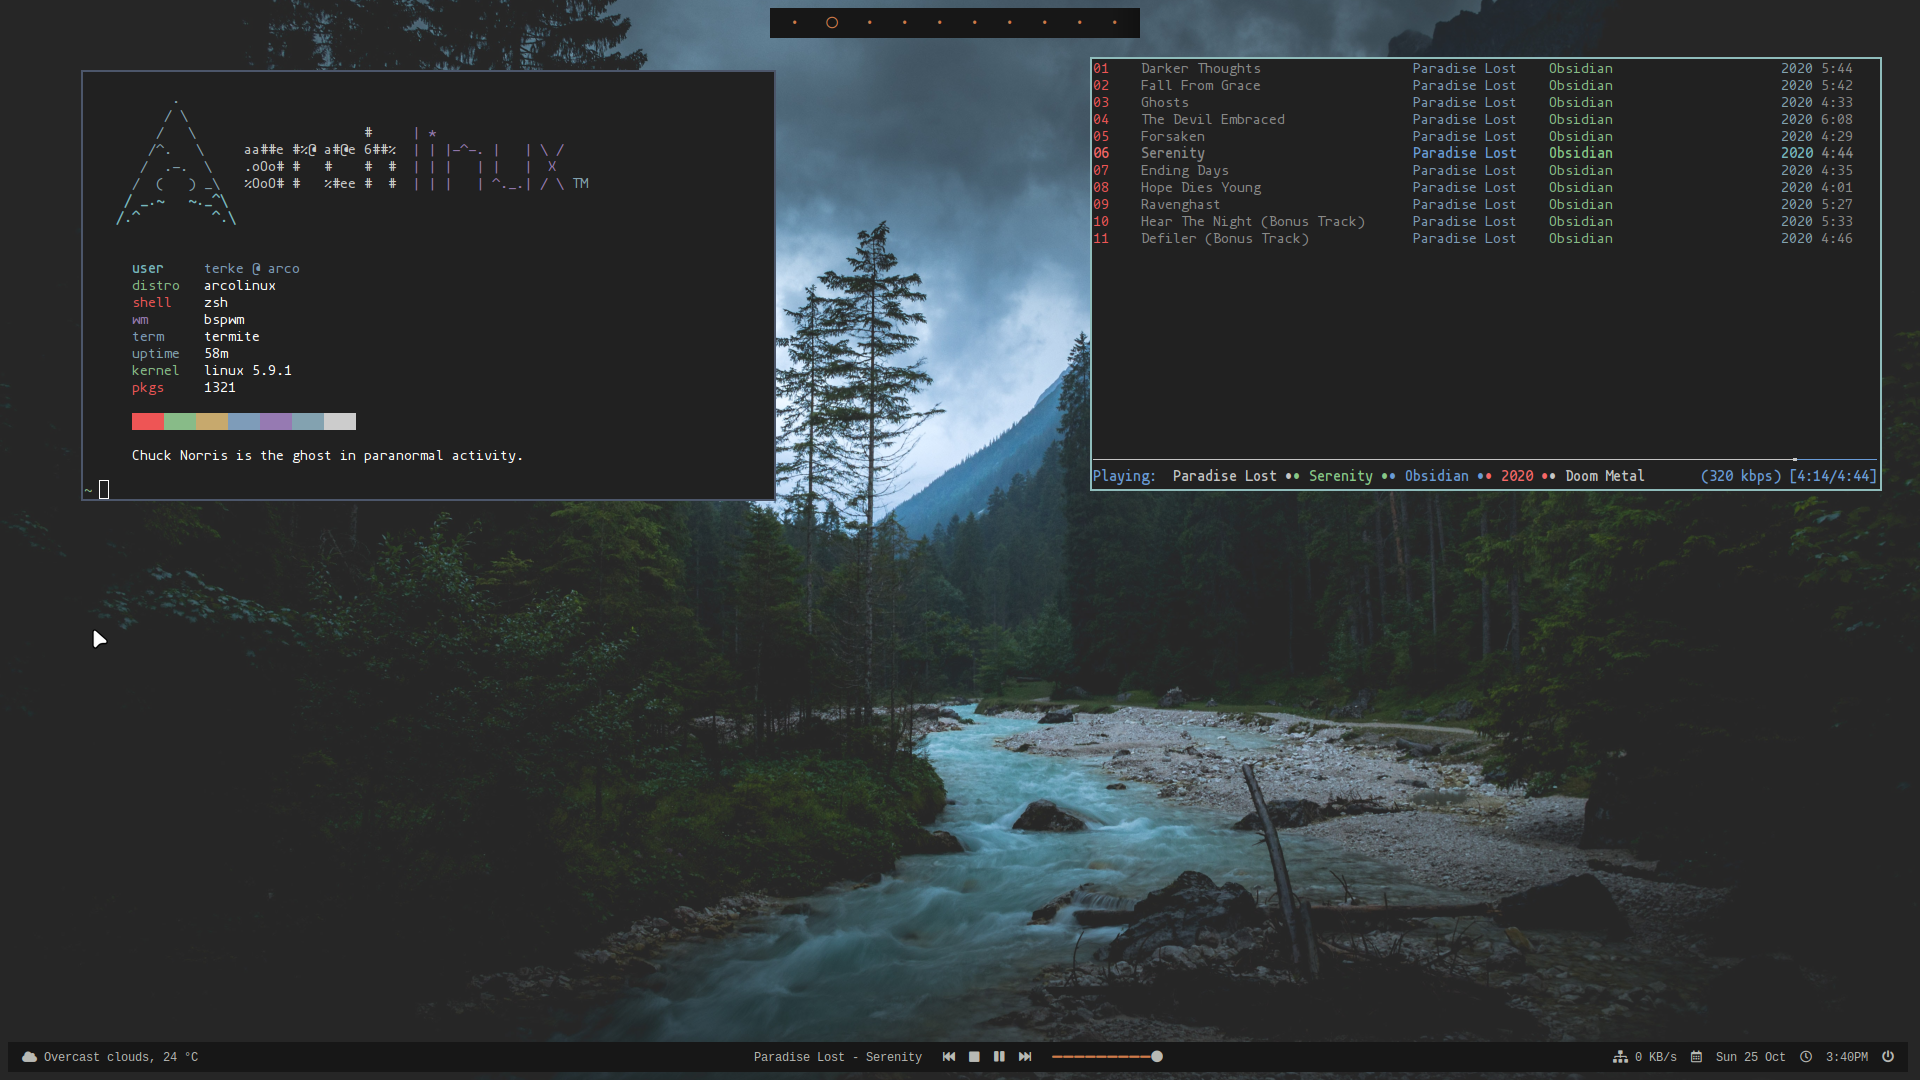 aa##e #%@ a#@e 6##%
.oOo# # # # #
%OoO# # %#ee # # TM
user terke @ arco
distro arcolinux
shell zsh
wm bspwm
term termite
uptime 58m
kernel linux 5.9.1
pkgs 1321
Chuck Norris is the ghost in paranormal activity.
~
01 Darker Thoughts Paradise Lost Obsidian 2020 5:44
02 Fall From Grace Paradise Lost Obsidian 2020 5:42
03 Ghosts Paradise Lost Obsidian 2020 4:33
04 The Devil Embraced Paradise Lost Obsidian 2020 6:08
05 Forsaken Paradise Lost Obsidian 2020 4:29
06 Serenity Paradise Lost Obsidian 2020 4:44
07 Ending Days Paradise Lost Obsidian 2020 4:35
08 Hope Dies Young Paradise Lost Obsidian 2020 4:01
09 Ravenghast Paradise Lost Obsidian 2020 5:27
10 Hear The Night (Bonus Track) Paradise Lost Obsidian 2020 5:33
11 Defiler (Bonus Track) Paradise Lost Obsidian 2020 4:46
Playing: Paradise Lost •• Serenity •• Obsidian •• 2020 •• Doom Metal (320 kbps) [4:14/4:44]
Overcast clouds, 24 °C
Paradise Lost - Serenity
0 KB/s Sun 25 Oct 3:40PM